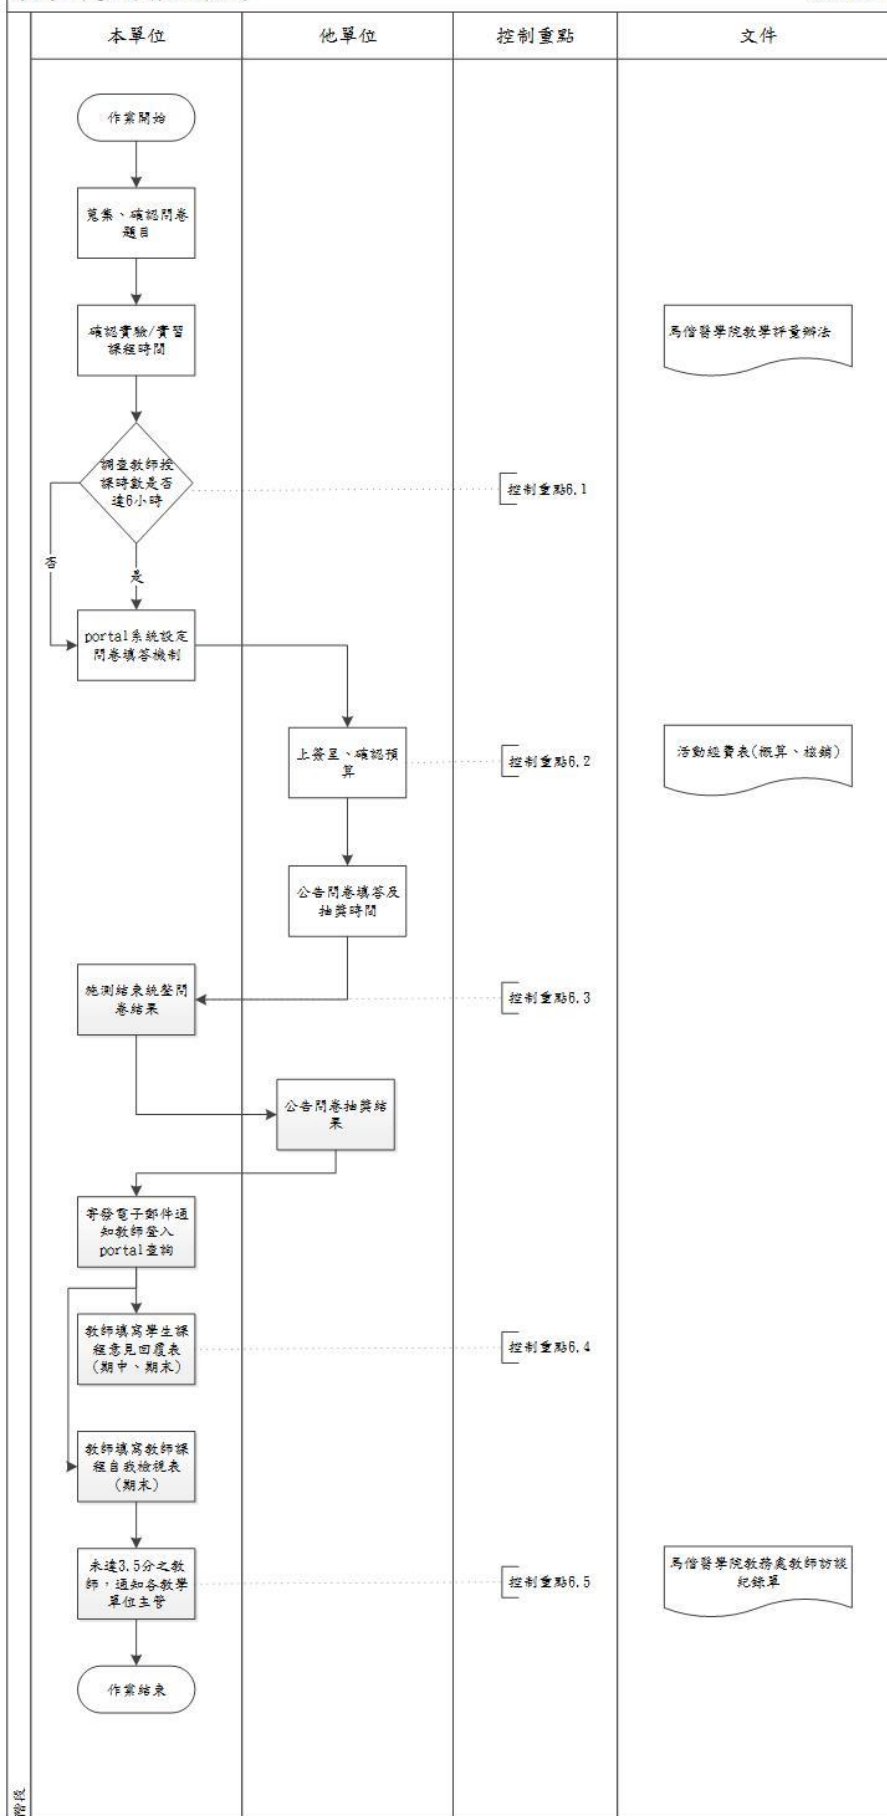 本單位
他單位
控制重點
文件
作業開始
蒐集、確認問卷
題目
確認實驗/實習
課程時間
馬偕醫學院教學評量辦法
調查教師授
課時數是否
達6小時
控制重點6.1
否
是
portal系統設定
問卷填答機制
上簽呈、確認預
算
控制重點6.2
活動經費表(概算、核銷)
公告問卷填答及
抽獎時間
施測結束統整問
卷結果
控制重點6.3
公告問卷抽獎結
果
寄發電子郵件通
知教師登入
portal查詢
教師填寫學生課
程意見回覆表
(期中、期末)
控制重點6.4
教師填寫教師課
程自我檢視表
(期末)
未達3.5分之教
師，通知各教學
單位主管
控制重點6.5
馬偕醫學院教務處教師訪談
紀錄單
作業結束
階段